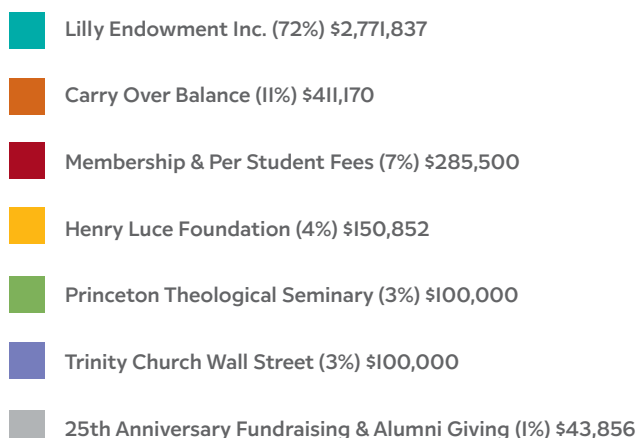 Lilly Endowment Inc. (72%) $2,771,837
Carry Over Balance (11%) $411,170
Membership & Per Student Fees (7%) $285,500
Henry Luce Foundation (4%) $150,852
Princeton Theological Seminary (3%) $100,000
Trinity Church Wall Street (3%) $100,000
25th Anniversary Fundraising & Alumni Giving (1%) $43,856